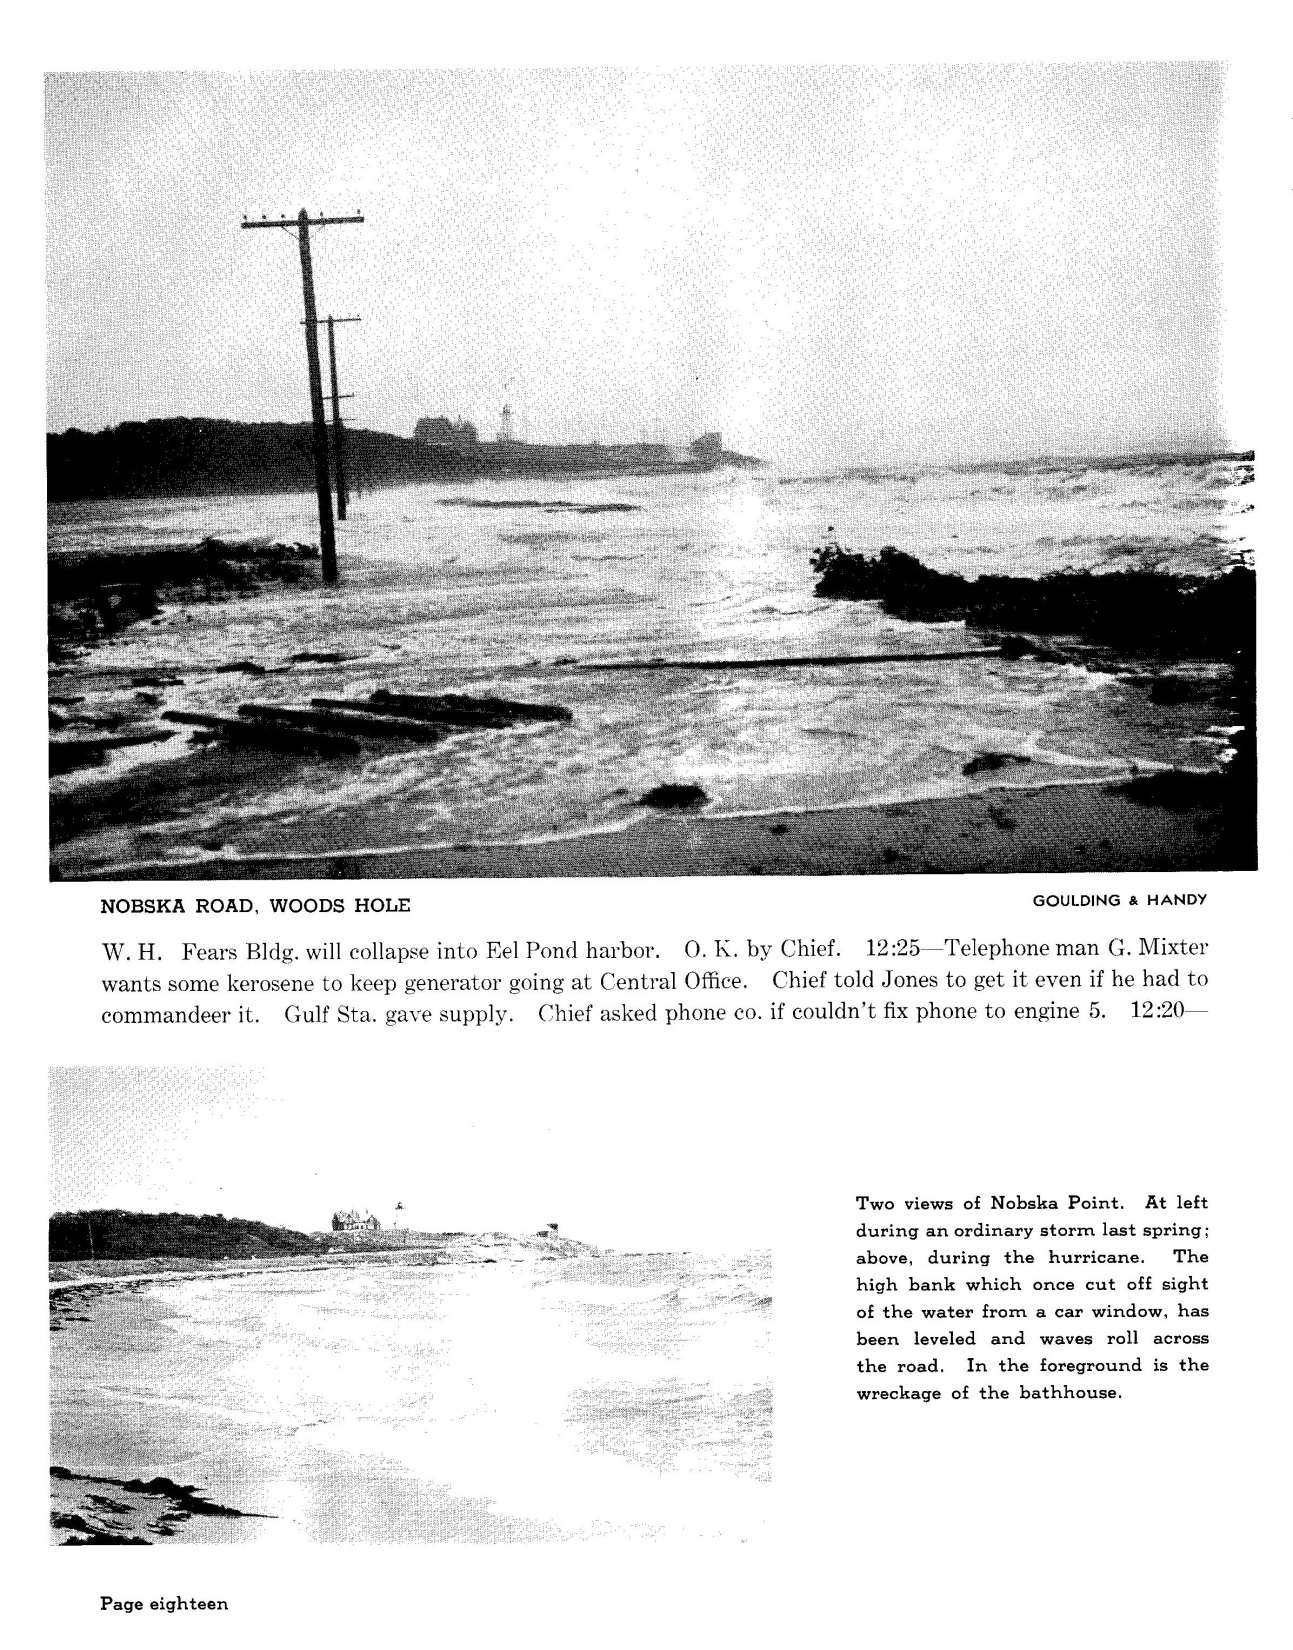 NOBSKA ROAD, WOODS HOLE
GOULDING & HANDY
W. H. Fears Bldg. will collapse into Eel Pond harbor. O. K. by Chief. 12:25—Telephone man G. Mixter
wants some kerosene to keep generator going at Central Office. Chief told Jones to get it even if he had to
commandeer it. Gulf Sta. gave supply. Chief asked phone co. if couldn't fix phone to engine 5. 12:20—
Two views of Nobska Point. At left
during an ordinary storm last spring;
above, during the hurricane. The
high bank which once cut off sight
of the water from a car window, has
been leveled and waves roll across
the road. In the foreground is the
wreckage of the bathhouse.
Page eighteen